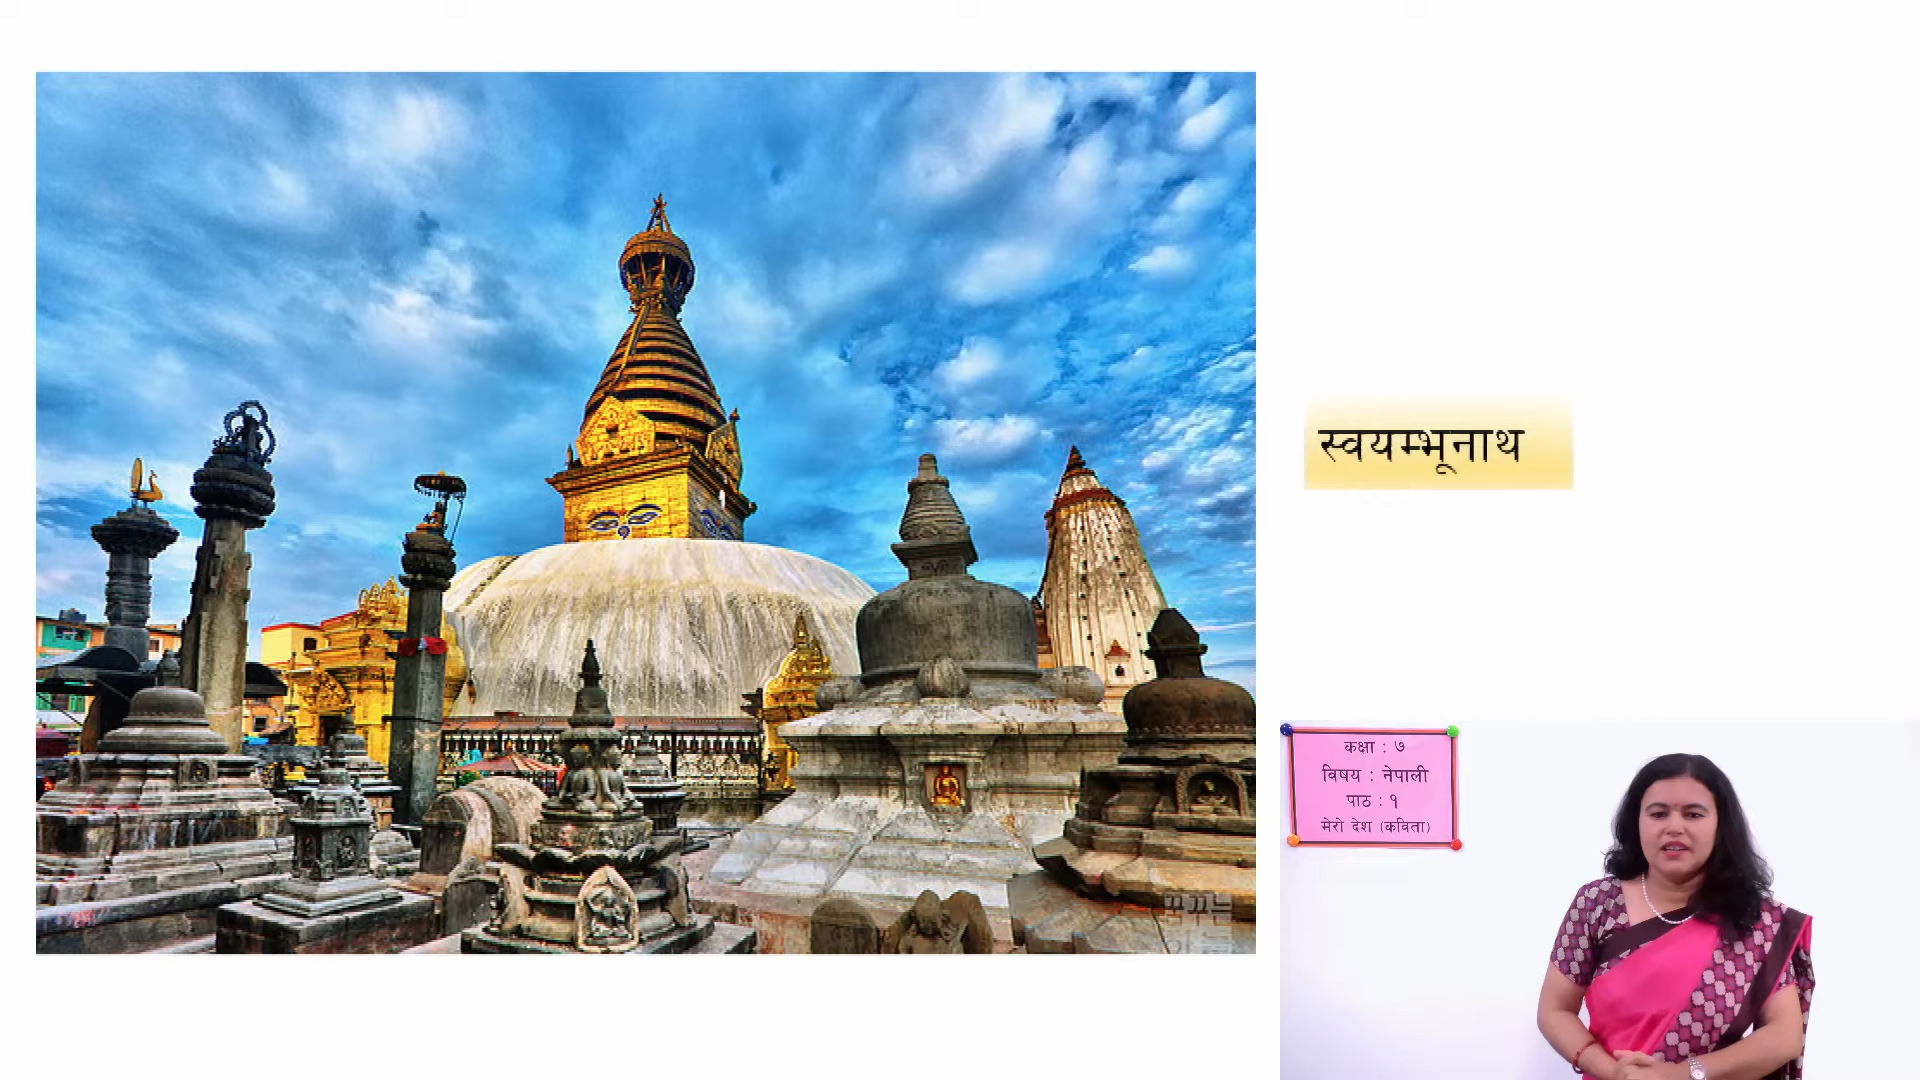 स्वयम्भूनाथ
कक्षा : ७
विषय : नेपाली
पाठ : १
मेरो देश (कविता)